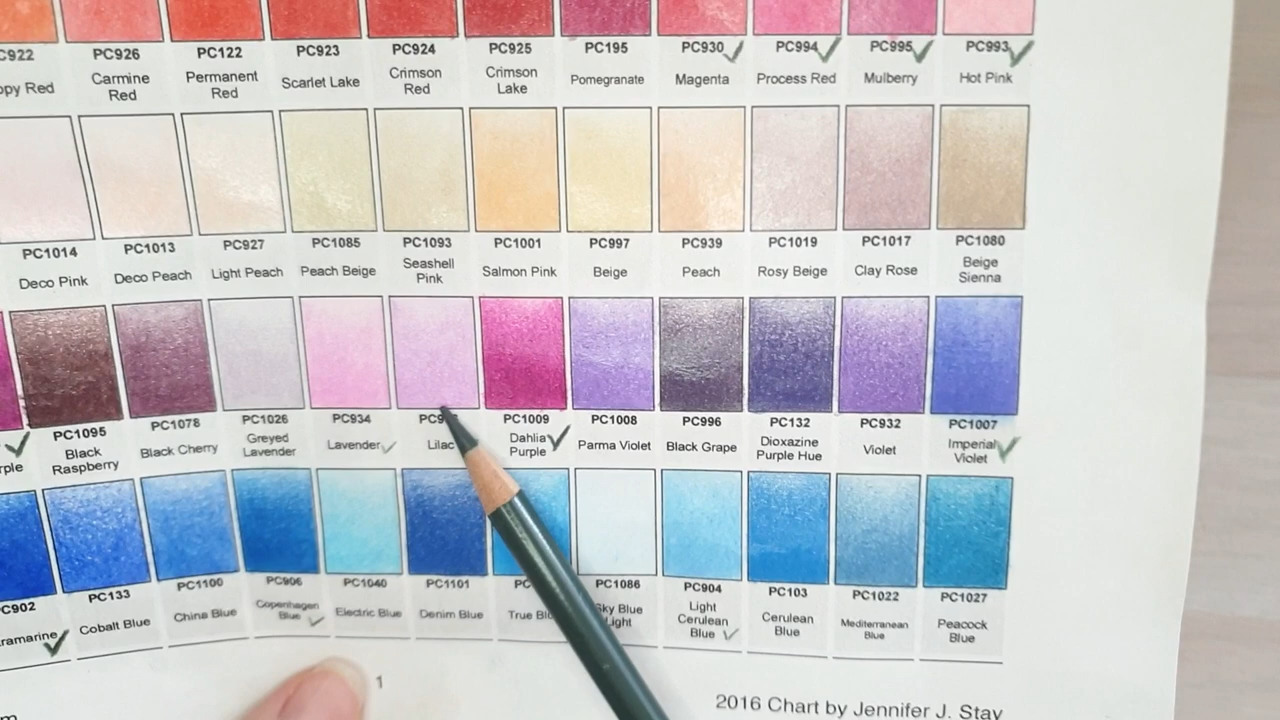 PC922 PC926 PC122 PC923 PC924 PC925 PC195 PC930 PC994 PC995 PC993
Red Carmine Red Permanent Red Scarlet Lake Crimson Red Crimson Lake Pomegranate Magenta Process Red Mulberry Hot Pink
PC1014 PC1013 PC927 PC1085 PC1093 PC1001 PC997 PC939 PC1019 PC1017 PC1080
Deco Pink Deco Peach Light Peach Peach Beige Seashell Pink Salmon Pink Beige Peach Rosy Beige Clay Rose Beige Sienna
PC1095 PC1078 PC1026 PC934 PC1009 PC1008 PC996 PC132 PC932 PC1007
Black Raspberry Black Cherry Greyed Lavender Lavender Lilac Dahlia Purple Parma Violet Black Grape Dioxazine Purple Hue Violet Imperial Violet
PC902 PC133 PC1100 PC906 PC1040 PC1101 PC1086 PC904 PC103 PC1022 PC1027
Cobalt Blue China Blue Copenhagen Blue Electric Blue Denim Blue True Sky Blue Light Light Cerulean Blue Cerulean Blue Mediterranean Blue Peacock Blue
1
2016 Chart by Jennifer J. Stay